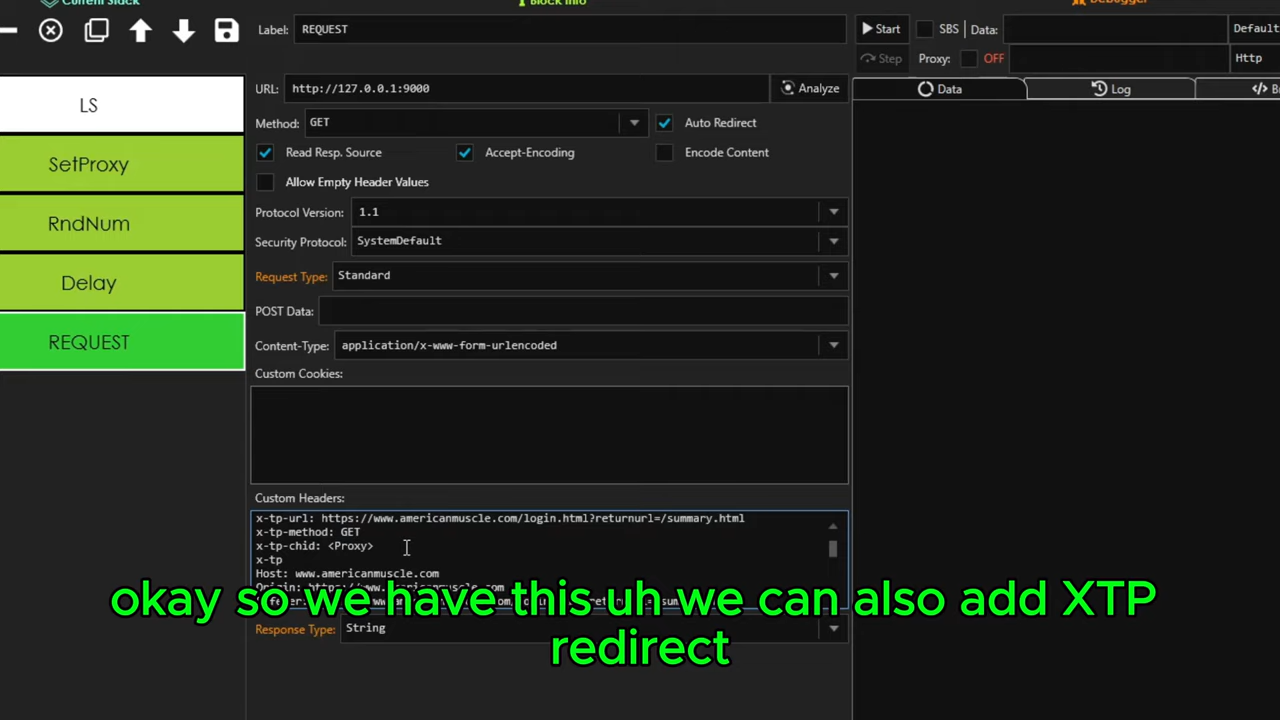 Current Stack
Block Info
Debugger
Label: REQUEST
Start
SBS
Data:
Default
LS
SetProxy
RndNum
Delay
REQUEST
Step
Proxy:
OFF
Http
URL: http://127.0.0.1:9000
Analyze
Data
Log
Method: GET
Auto Redirect
Read Resp. Source
Accept-Encoding
Encode Content
Allow Empty Header Values
Protocol Version: 1.1
Security Protocol: SystemDefault
Request Type: Standard
POST Data:
Content-Type: application/x-www-form-urlencoded
Custom Cookies:
Custom Headers:
x-tp-url: https://www.americanmuscle.com/login.html?returnurl=/summary.html
x-tp-method: GET
x-tp-chid: <Proxy>
x-tp
Host: www.americanmuscle.com
Origin: https://www.americanmuscle.com
okay so we have this uh we can also add XTP
redirect
Response Type: String